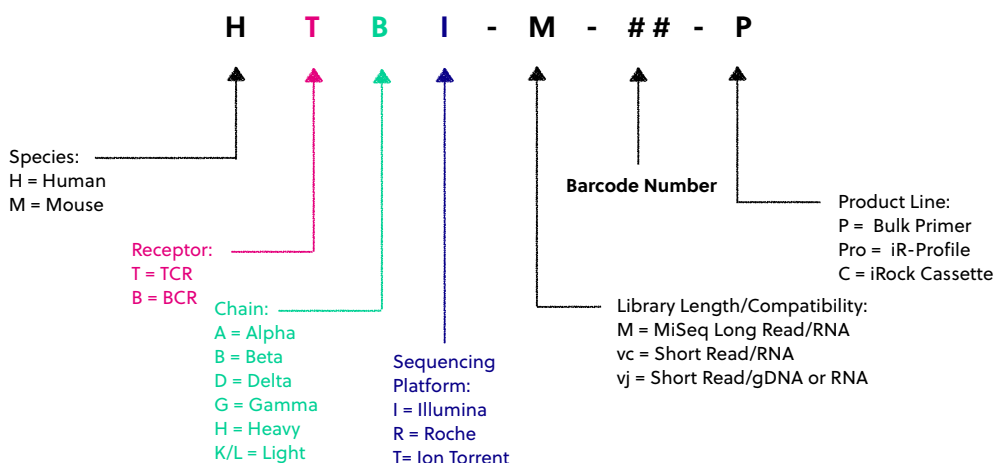 H T B I - M - ## - P
Species:
H = Human
M = Mouse
Receptor:
T = TCR
B = BCR
Chain:
A = Alpha
B = Beta
D = Delta
G = Gamma
H = Heavy
K/L = Light
Sequencing
Platform:
I = Illumina
R = Roche
T= Ion Torrent
Library Length/Compatibility:
M = MiSeq Long Read/RNA
vc = Short Read/RNA
vj = Short Read/gDNA or RNA
Barcode Number
Product Line:
P = Bulk Primer
Pro = iR-Profile
C = iRock Cassette